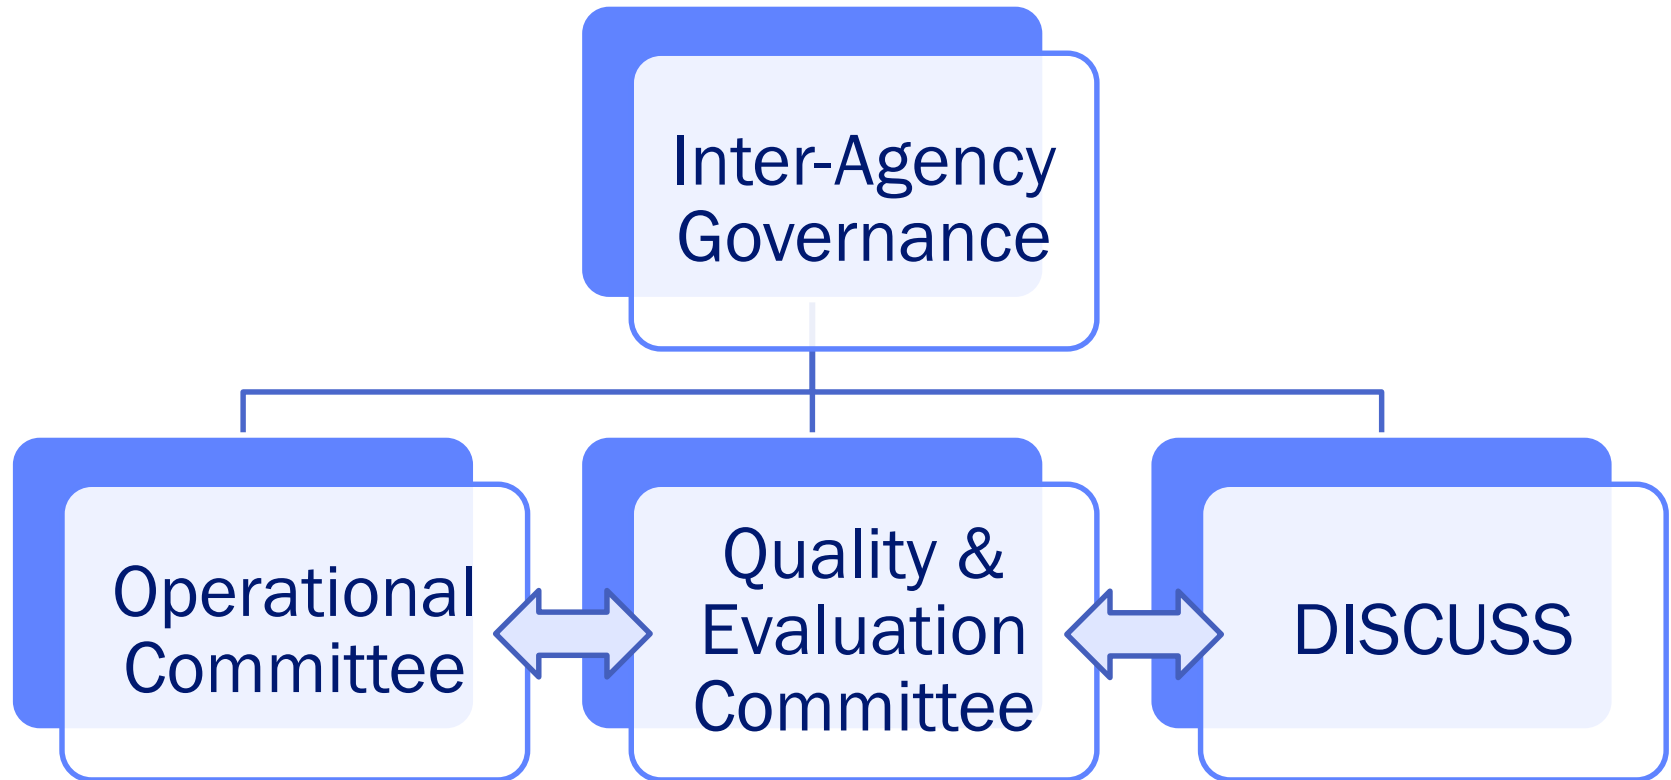 Inter-Agency
Governance
Operational
Committee
Quality &
Evaluation
Committee
DISCUSS